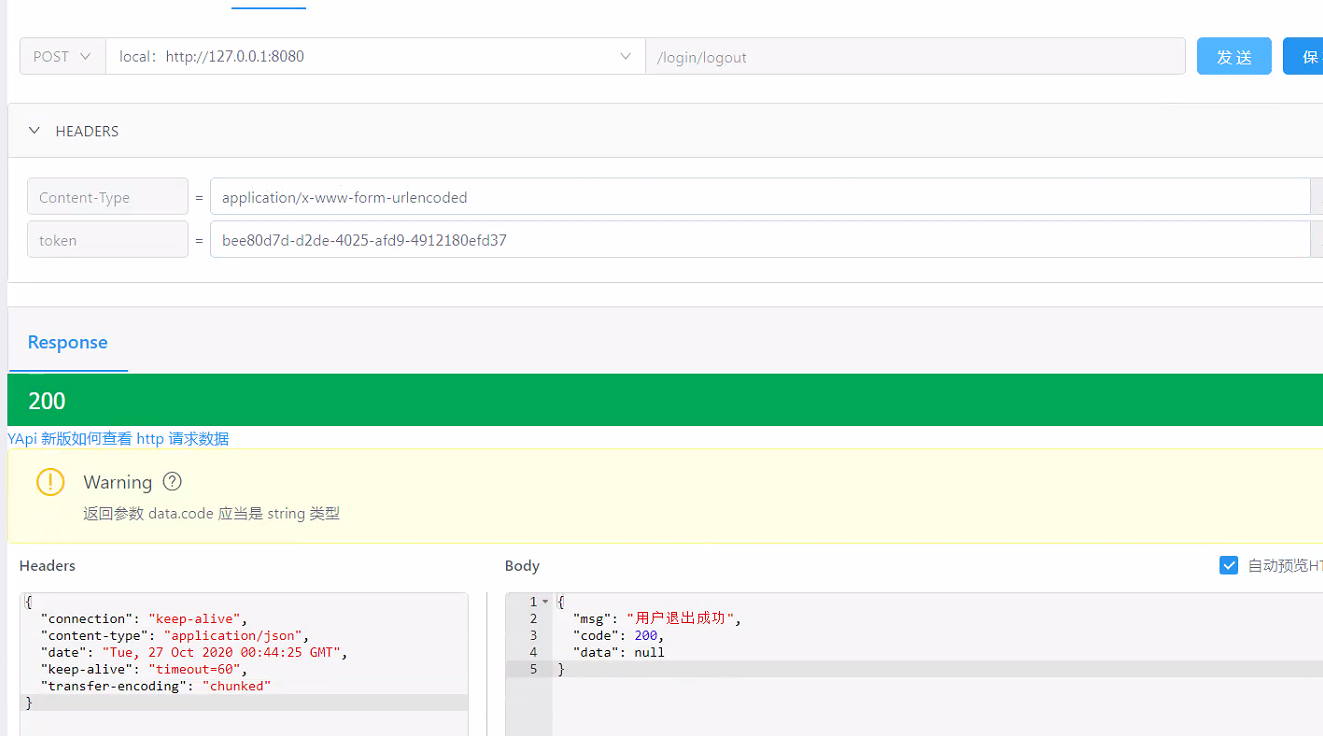 POST local: http://127.0.0.1:8080 /login/logout 发送 保
HEADERS
Content-Type = application/x-www-form-urlencoded
token = bee80d7d-d2de-4025-afd9-4912180efd37
Response
200
YApi 新版如何查看 http 请求数据
Warning
返回参数 data.code 应当是 string 类型
Headers
{
"connection": "keep-alive",
"content-type": "application/json",
"date": "Tue, 27 Oct 2020 00:44:25 GMT",
"keep-alive": "timeout=60",
"transfer-encoding": "chunked"
}
Body 自动预览HT
1 {
2 "msg": "用户退出成功",
3 "code": 200,
4 "data": null
5 }